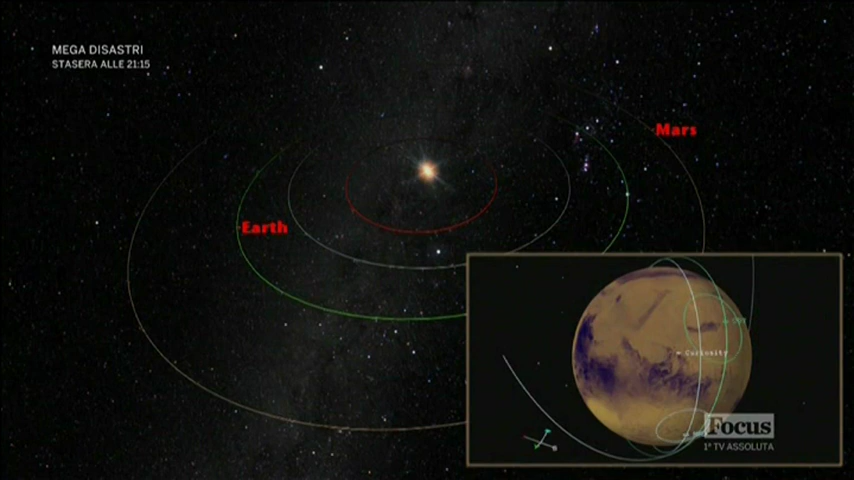 MEGA DISASTRI
STASERA ALLE 21:15
Mars
Earth
Curiosity
Focus
1ª TV ASSOLUTA